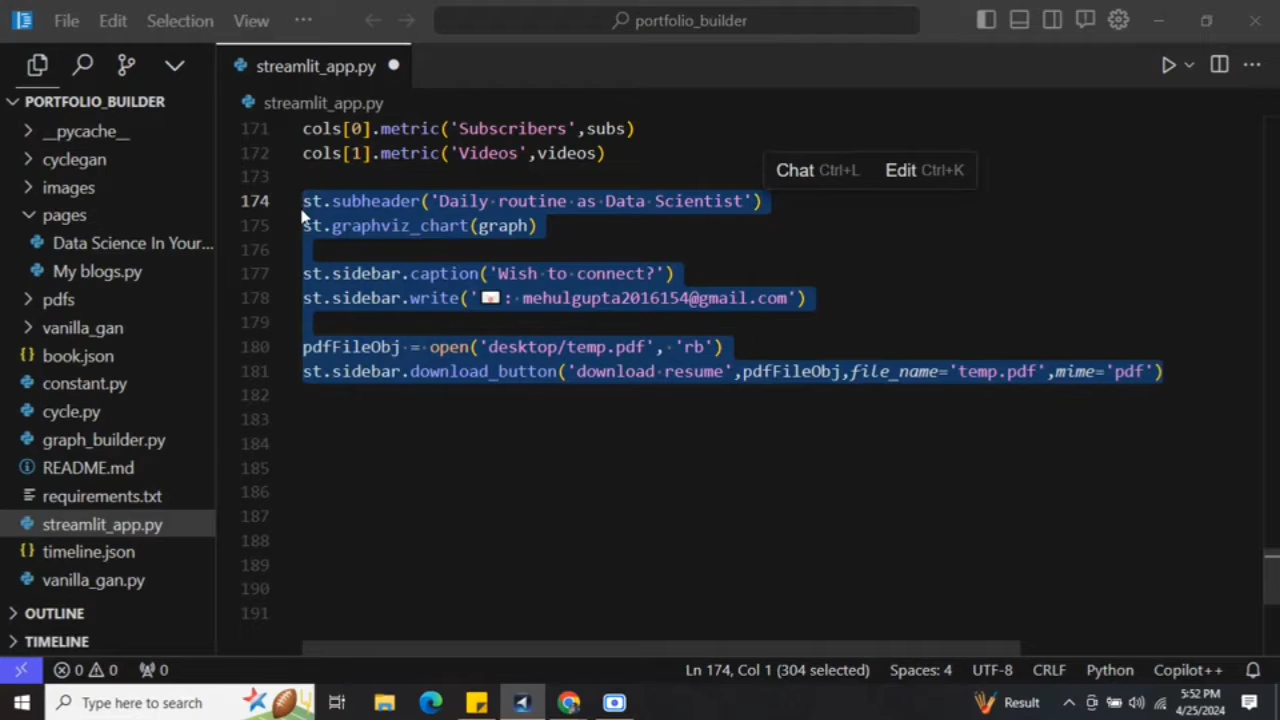 File Edit Selection View ··· portfolio_builder
streamlit_app.py
PORTFOLIO_BUILDER
__pycache__
cyclegan
images
pages
Data Science In Your...
My blogs.py
pdfs
vanilla_gan
book.json
constant.py
cycle.py
graph_builder.py
README.md
requirements.txt
streamlit_app.py
timeline.json
vanilla_gan.py
OUTLINE
TIMELINE
streamlit_app.py
171 cols[0].metric('Subscribers',subs)
172 cols[1].metric('Videos',videos)
173
Chat Ctrl+L Edit Ctrl+K
174 st.subheader('Daily routine as Data Scientist')
175 st.graphviz_chart(graph)
176
177 st.sidebar.caption('Wish to connect?')
178 st.sidebar.write('📧: mehulgupta2016154@gmail.com')
179
180 pdfFileObj = open('desktop/temp.pdf', 'rb')
181 st.sidebar.download_button('download resume',pdfFileObj,file_name='temp.pdf',mime='pdf')
182
183
184
185
186
187
188
189
190
191
0 0 0 Ln 174, Col 1 (304 selected) Spaces: 4 UTF-8 CRLF Python Copilot++
Type here to search
Result
5:52 PM
4/25/2024